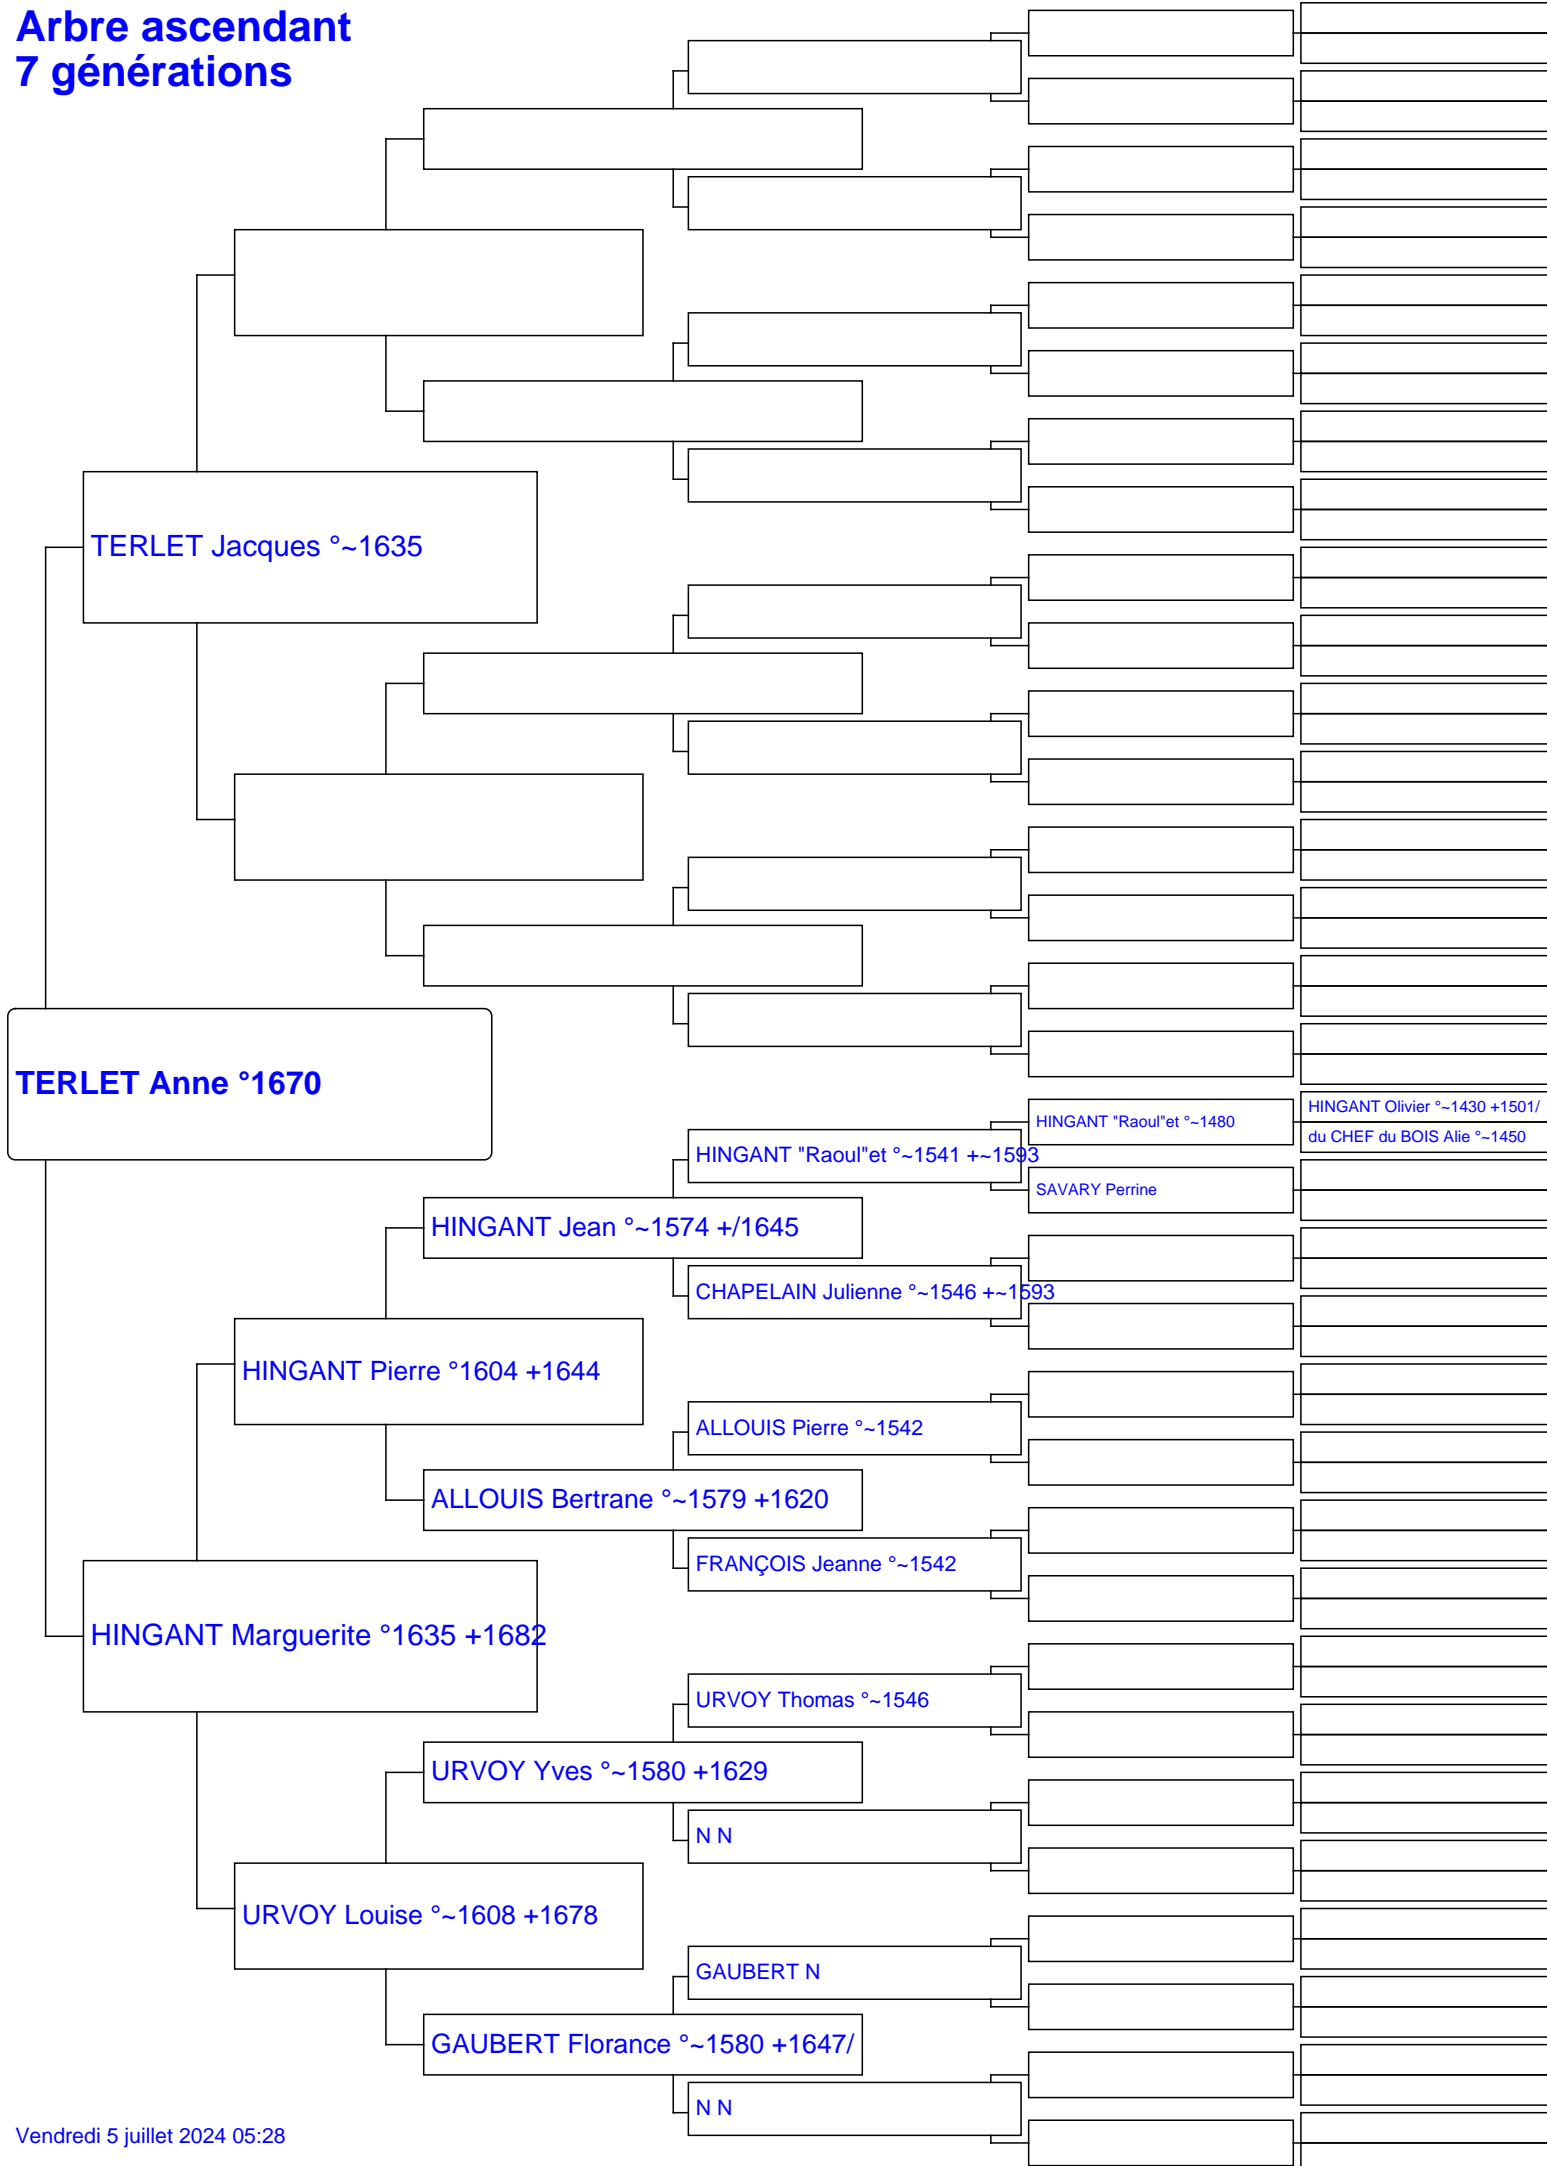 Arbre ascendant
7 générations
TERLET Jacques °~1635
TERLET Anne °1670
HINGANT "Raoul"et °~1480
HINGANT Olivier °~1430 +1501/
du CHEF du BOIS Alie °~1450
HINGANT "Raoul"et °~1541 +~1593
SAVARY Perrine
HINGANT Jean °~1574 +/1645
CHAPELAIN Julienne °~1546 +~1593
HINGANT Pierre °1604 +1644
ALLOUIS Pierre °~1542
ALLOUIS Bertrane °~1579 +1620
FRANÇOIS Jeanne °~1542
HINGANT Marguerite °1635 +1682
URVOY Thomas °~1546
URVOY Yves °~1580 +1629
N N
URVOY Louise °~1608 +1678
GAUBERT N
GAUBERT Florance °~1580 +1647/
N N
Vendredi 5 juillet 2024 05:28